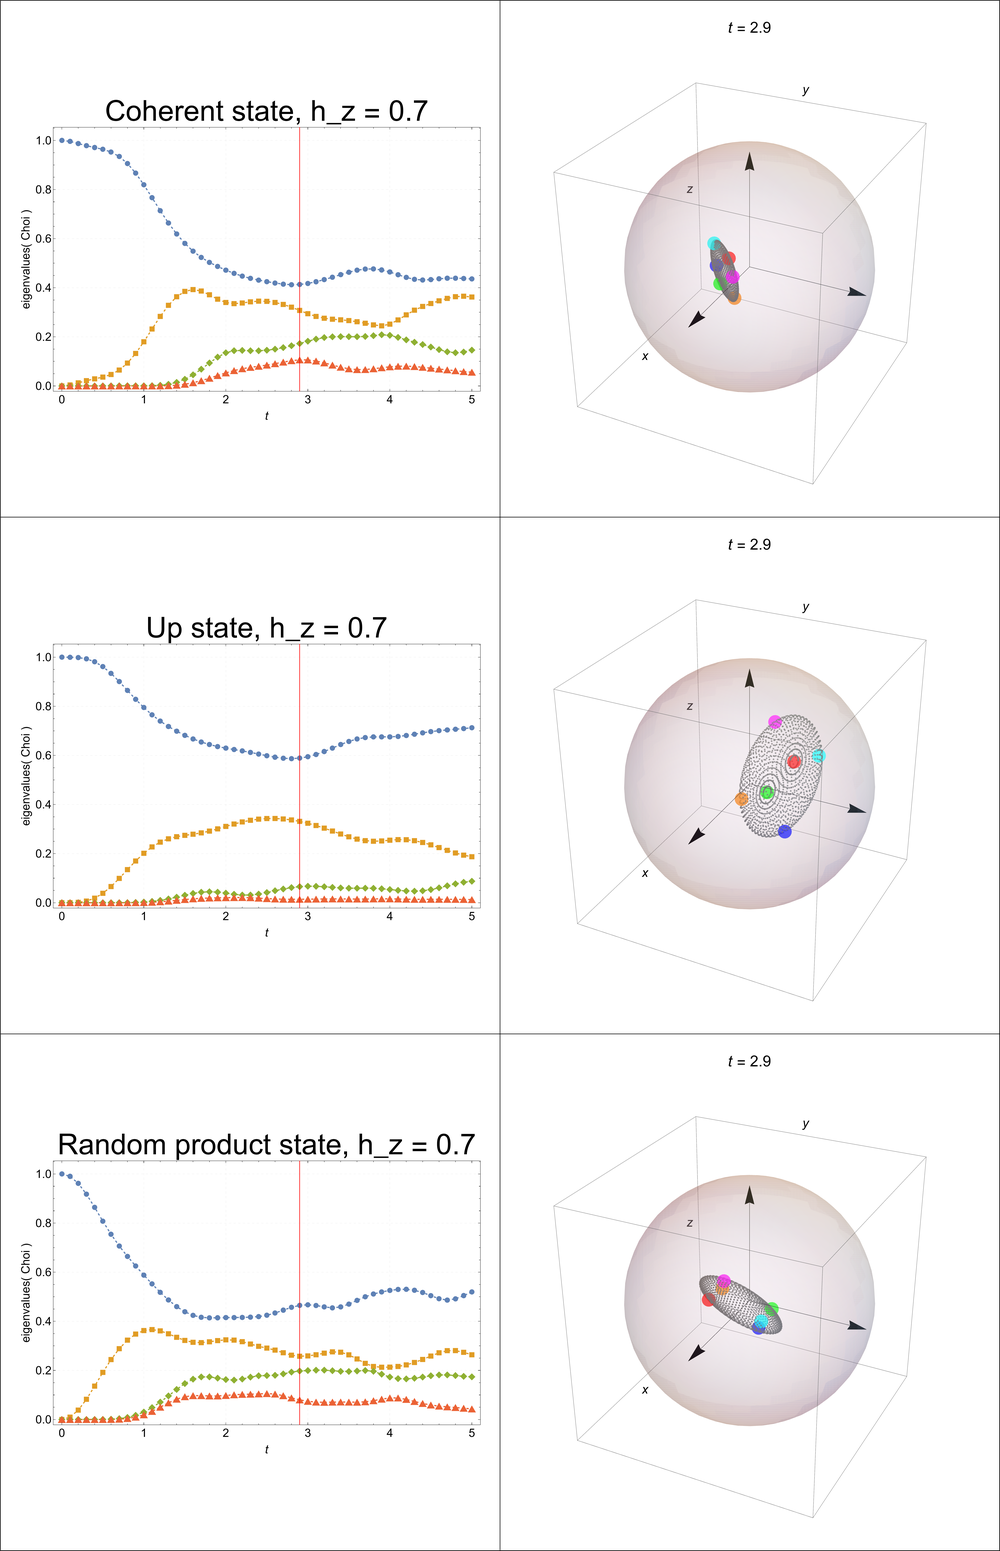 Coherent state, h_z = 0.7
eigenvalues( Choi )
1.0
0.8
0.6
0.4
0.2
0.0
0 1 2 3 4 5
t
t = 2.9
y
z
x
Up state, h_z = 0.7
eigenvalues( Choi )
1.0
0.8
0.6
0.4
0.2
0.0
0 1 2 3 4 5
t
t = 2.9
y
z
x
Random product state, h_z = 0.7
eigenvalues( Choi )
1.0
0.8
0.6
0.4
0.2
0.0
0 1 2 3 4 5
t
t = 2.9
y
z
x